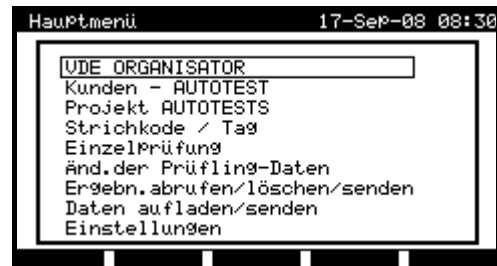 Hauptmenü 17-Sep-08 08:30
VDE ORGANISATOR
Kunden - AUTOTEST
Projekt AUTOTESTS
Strichkode / Tag
Einzelprüfung
Änd.der Prüfling-Daten
Ergebn.abrufen/löschen/senden
Daten aufladen/senden
Einstellungen